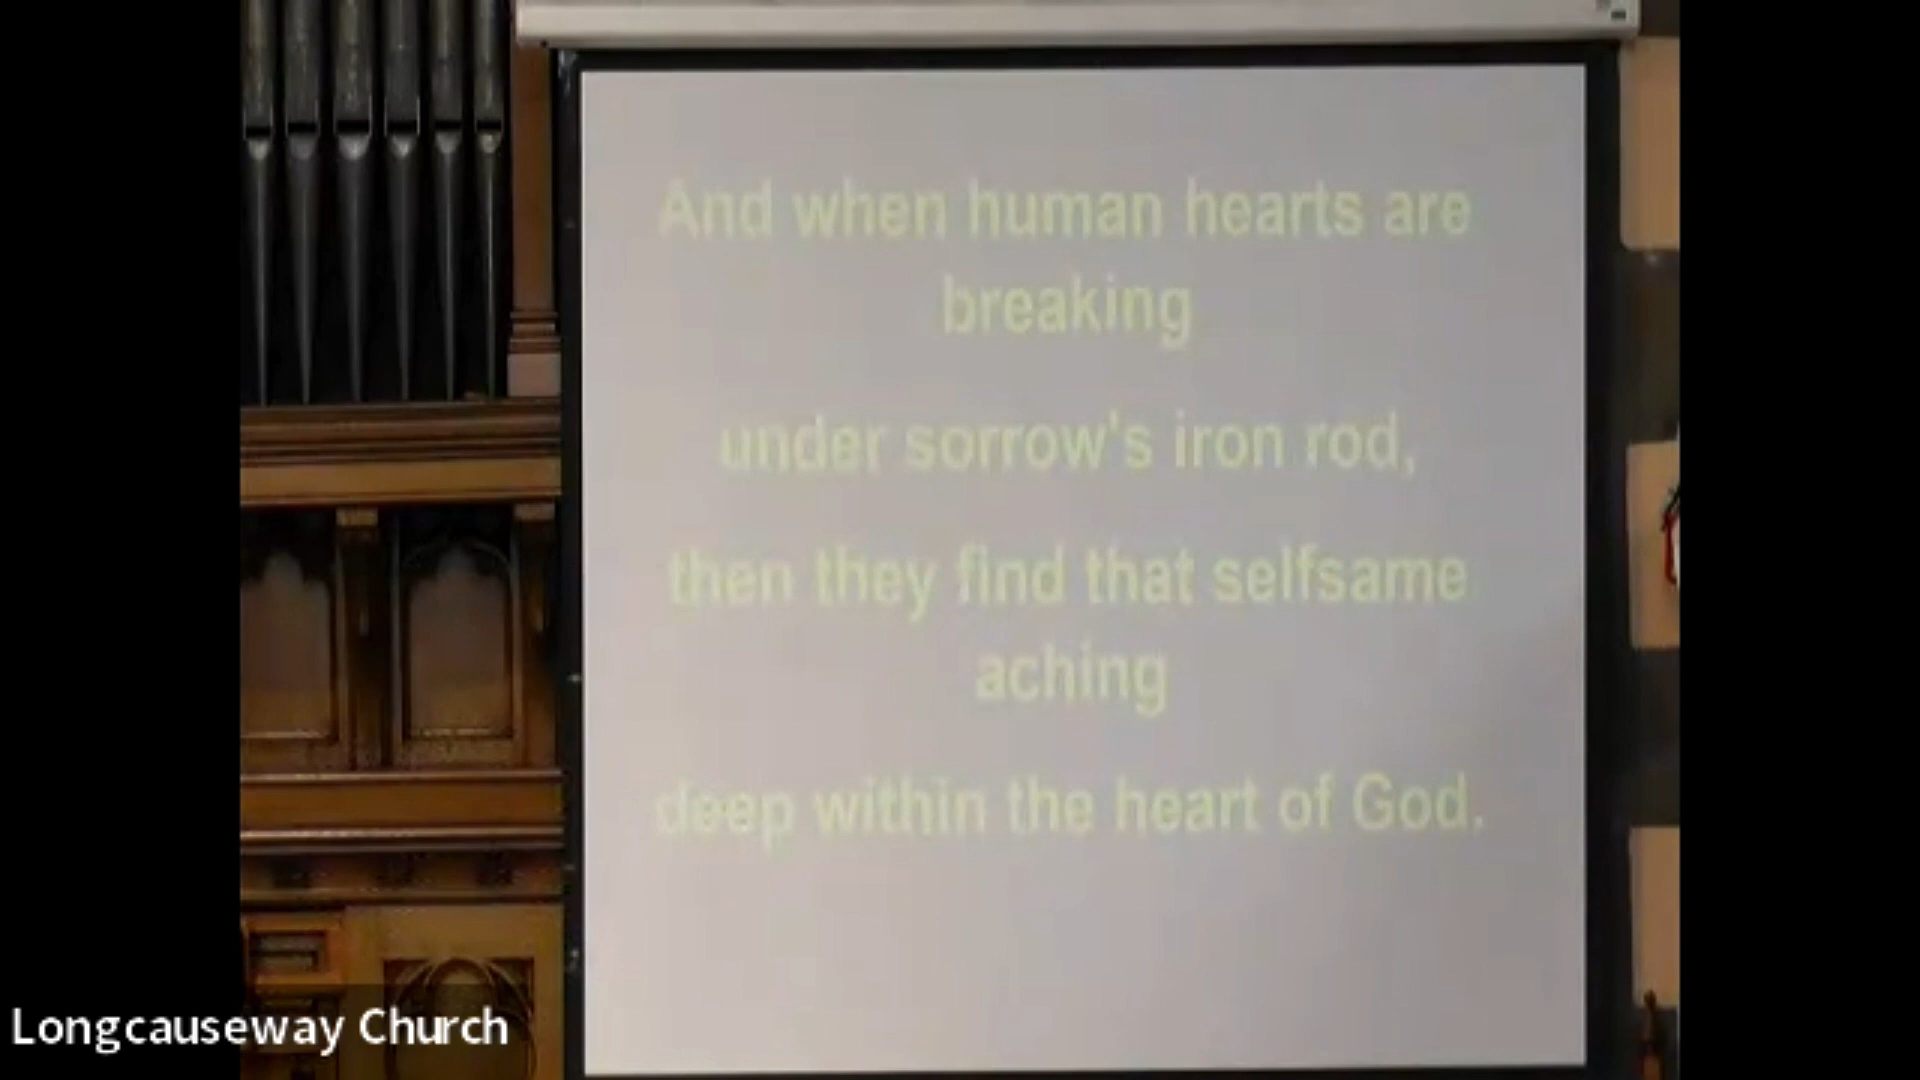 And when human hearts are
breaking
under sorrow's iron rod,
then they find that selfsame
aching
deep within the heart of God.
Longcauseway Church